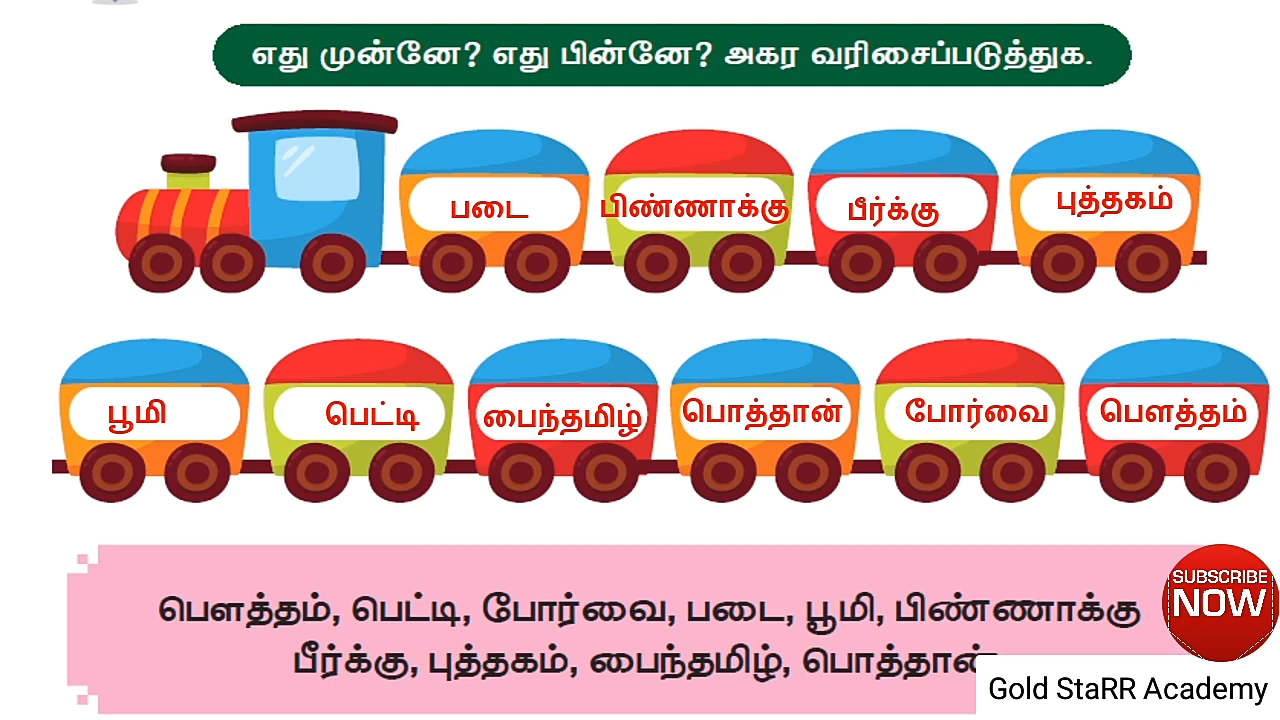 எது முன்னே? எது பின்னே? அகர வரிசைப்படுத்துக.
படை பிண்ணாக்கு பீர்க்கு புத்தகம்
பூமி பெட்டி பைந்தமிழ் பொத்தான் போர்வை பௌத்தம்
பௌத்தம், பெட்டி, போர்வை, படை, பூமி, பிண்ணாக்கு
பீர்க்கு, புத்தகம், பைந்தமிழ், பொத்தான்
SUBSCRIBE
NOW
Gold StaRR Academy